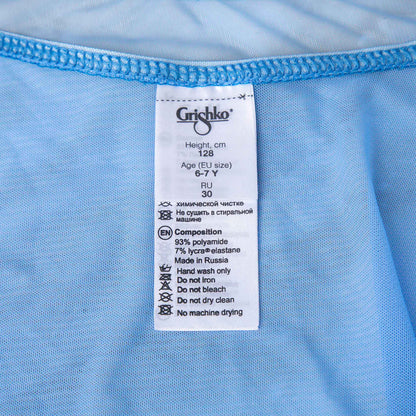 Grishko®
Height, cm
128
Age (EU size)
6-7 Y
RU
30
химической чистке
Не сушить в стиральной
машине
EN Composition
93% polyamide
7% lycra®elastane
Made in Russia
Hand wash only
Do not Iron
Do not bleach
Do not dry clean
No machine drying